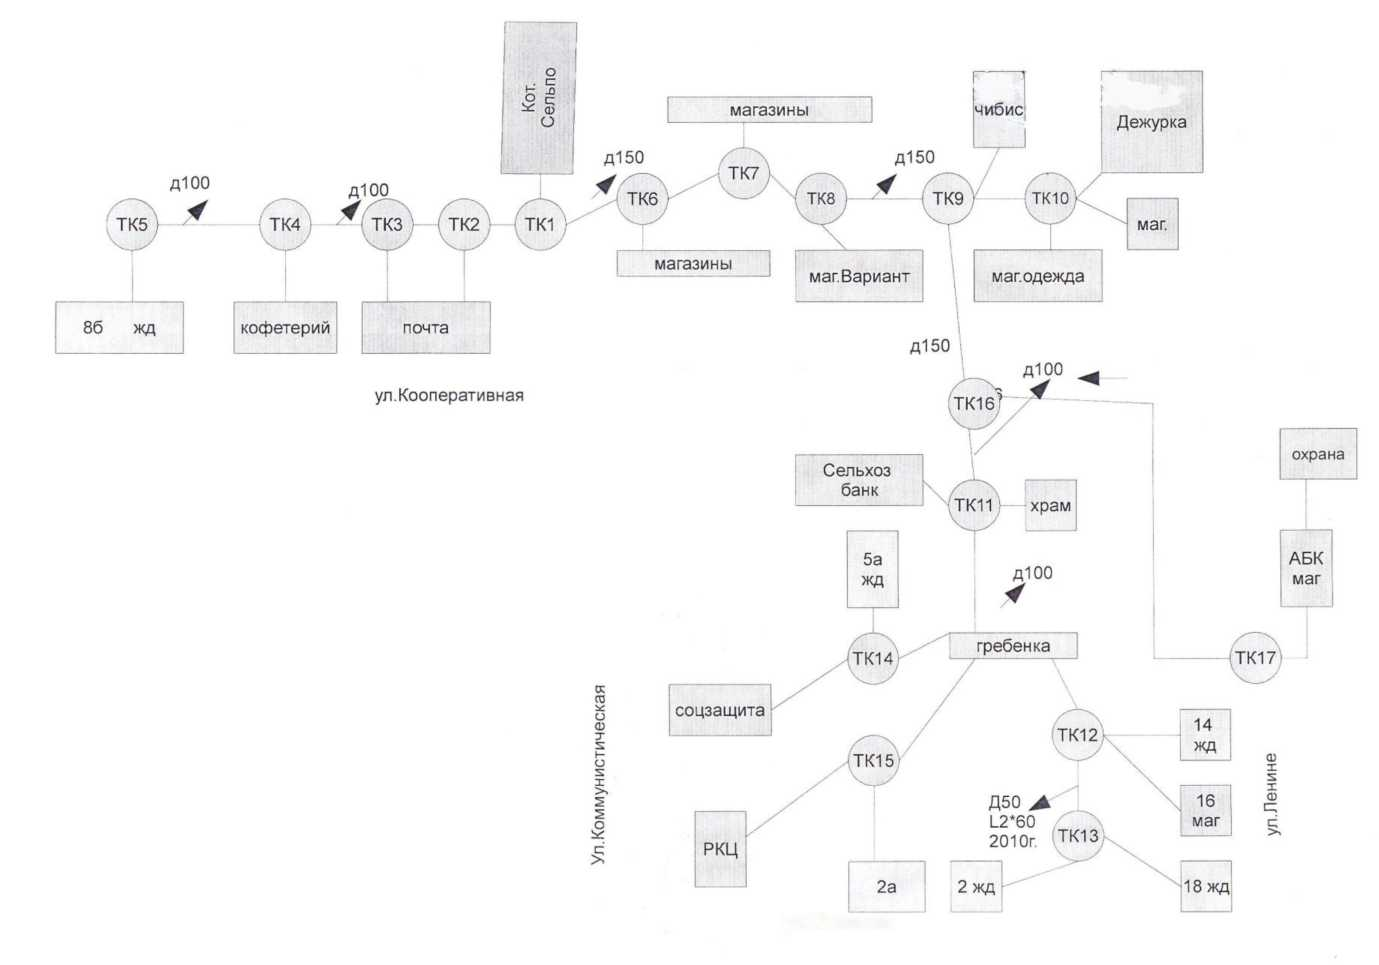 Кот.
Сельпо
магазины
чибис
Дежурка
д150
д150
д100
д100
ТК7
ТК6
ТК8
ТК9
ТК10
ТК5
ТК4
ТК3
ТК2
ТК1
маг.
магазины
маг.Вариант
маг.одежда
8б жд
кофетерий
почта
д150
д100
ул.Кооперативная
ТК16
охрана
Сельхоз
банк
ТК11
храм
5а
жд
д100
АБК
маг
гребенка
ТК14
ТК17
соцзащита
Ул.Коммунистическая
ТК12
14
жд
ТК15
ул.Ленине
Д50
L2*60
2010г.
16
маг
ТК13
РКЦ
2а
2 жд
18 жд